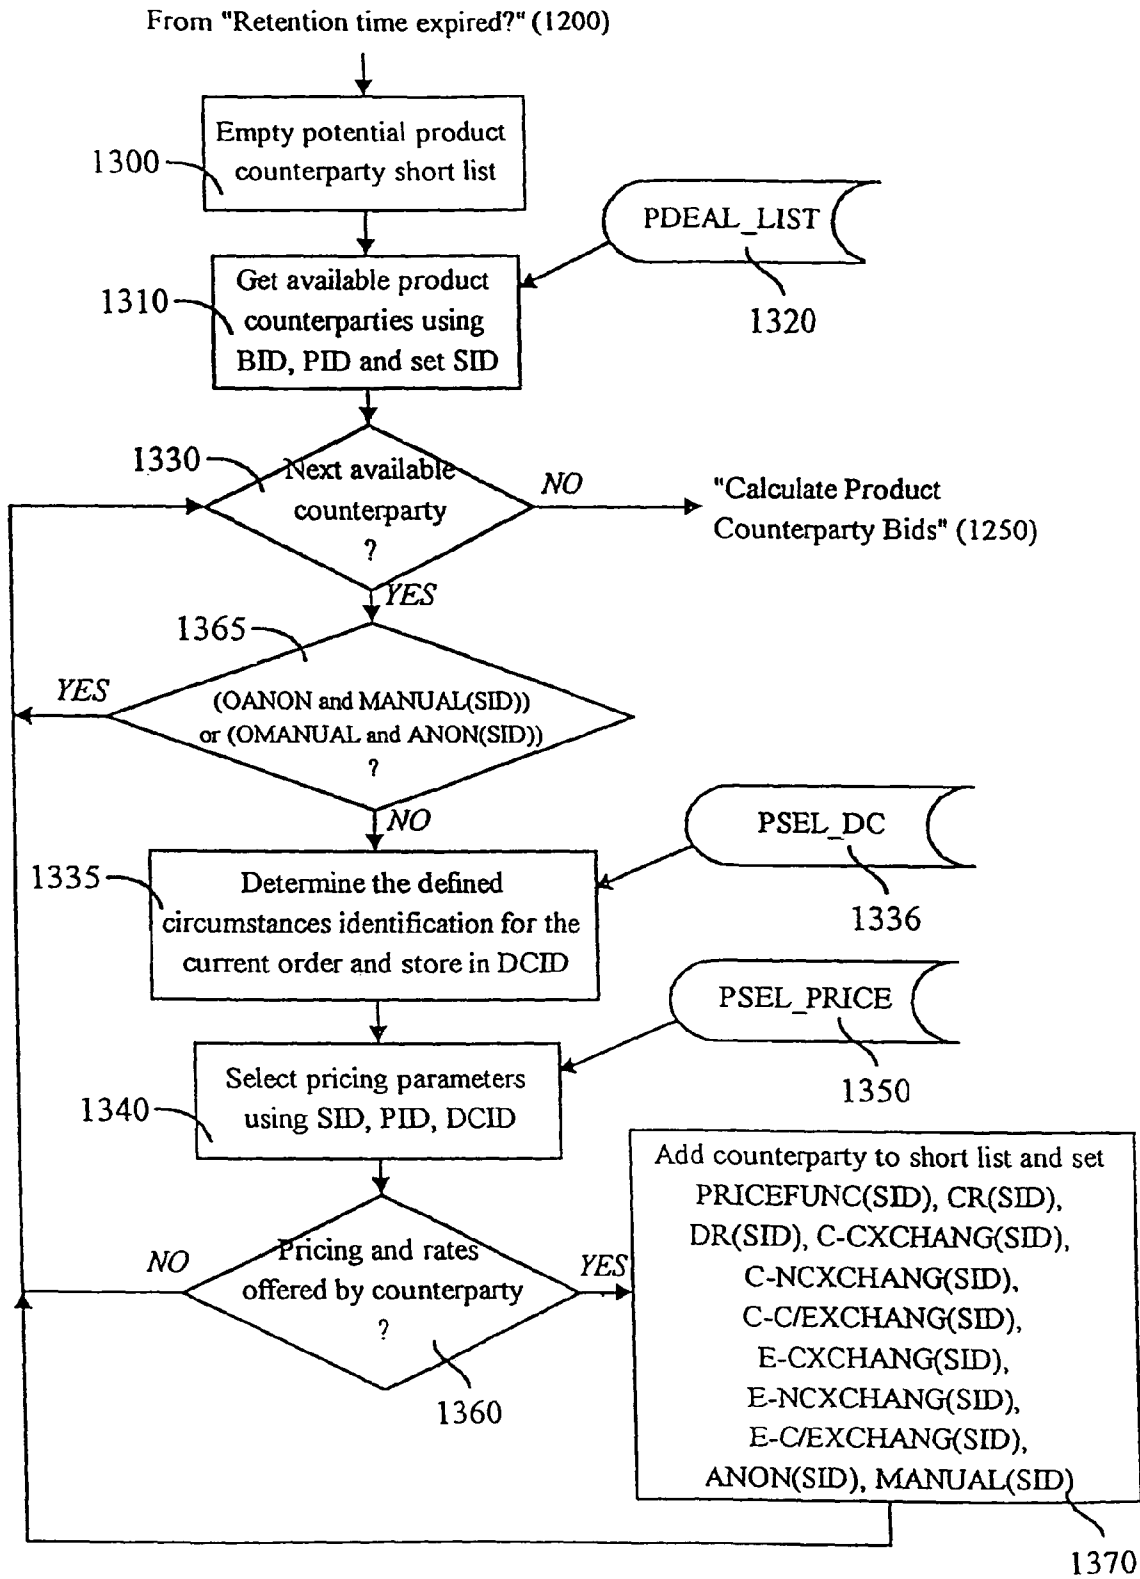 From "Retention time expired?" (1200)
Empty potential product
counterparty short list
1300
PDEAL_LIST
1320
Get available product
counterparties using
BID, PID and set SID
1310
1330
Next available
counterparty
?
NO
"Calculate Product
Counterparty Bids" (1250)
YES
1365
YES
(OANON and MANUAL(SID))
or (OMANUAL and ANON(SID))
?
NO
PSEL_DC
1336
1335
Determine the defined
circumstances identification for the
current order and store in DCID
PSEL_PRICE
1350
Select pricing parameters
using SID, PID, DCID
1340
NO
Pricing and rates
offered by counterparty
?
YES
1360
Add counterparty to short list and set
PRICEFUNC(SID), CR(SID),
DR(SID), C-CXCHANG(SID),
C-NCXCHANG(SID),
C-C/EXCHANG(SID),
E-CXCHANG(SID),
E-NCXCHANG(SID),
E-C/EXCHANG(SID),
ANON(SID), MANUAL(SID)
1370